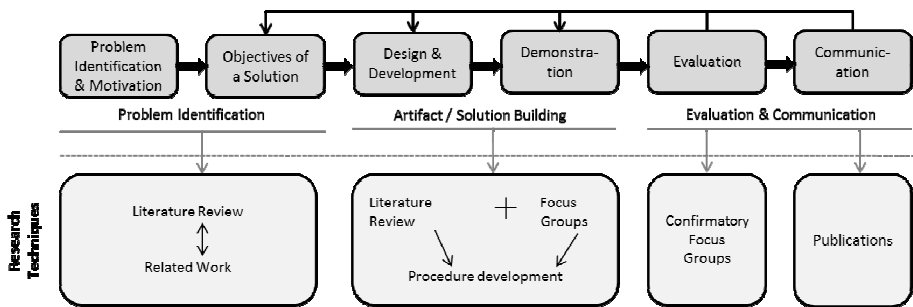 Problem
Identification
& Motivation
Objectives of
a Solution
Design &
Development
Demonstra-
tion
Evaluation
Communic-
ation
Problem Identification
Artifact / Solution Building
Evaluation & Communication
Research
Techniques
Literature Review
Related Work
Literature
Review
+
Focus
Groups
Procedure development
Confirmatory
Focus
Groups
Publications